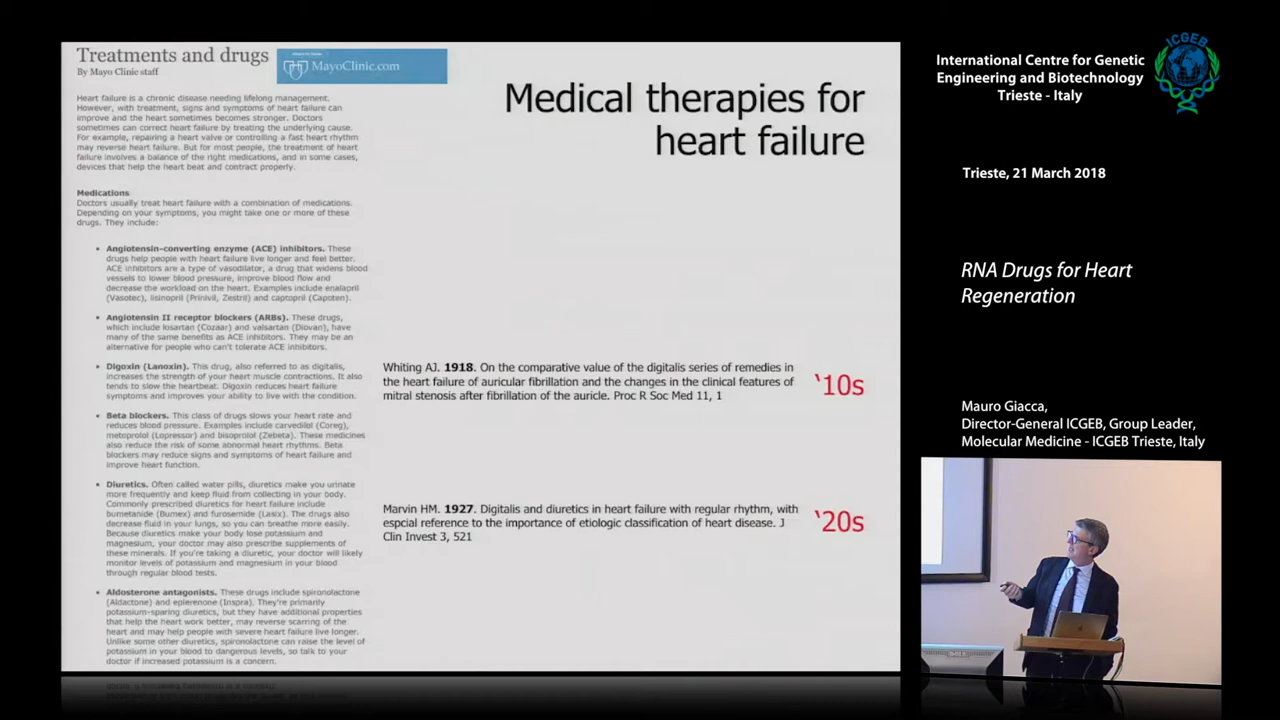 Treatments and drugs
By Mayo Clinic staff
MayoClinic.com
Heart failure is a chronic disease needing lifelong management.
However, with treatment, signs and symptoms of heart failure can
improve and the heart sometimes becomes stronger. Doctors
sometimes can correct heart failure by treating the underlying cause.
For example, repairing a heart valve or controlling a fast heart rhythm
may reverse heart failure. But for most people, the treatment of heart
failure involves a balance of the right medications, and in some cases,
devices that help the heart beat and contract properly.
Medications
Doctors usually treat heart failure with a combination of medications.
Depending on your symptoms, you might take one or more of these
drugs. They include:
• Angiotensin-converting enzyme (ACE) inhibitors. These
drugs help people with heart failure live longer and feel better.
ACE inhibitors are a type of vasodilator, a drug that widens blood
vessels to lower blood pressure, improve blood flow and
decrease the workload on the heart. Examples include enalapril
(Vasotec), lisinopril (Prinivil, Zestril) and captopril (Capoten).
• Angiotensin II receptor blockers (ARBs). These drugs,
which include losartan (Cozaar) and valsartan (Diovan), have
many of the same benefits as ACE inhibitors. They may be an
alternative for people who can't tolerate ACE inhibitors.
• Digoxin (Lanoxin). This drug, also referred to as digitalis,
increases the strength of your heart muscle contractions. It also
tends to slow the heartbeat. Digoxin reduces heart failure
symptoms and improves your ability to live with the condition.
• Beta blockers. This class of drugs slows your heart rate and
reduces blood pressure. Examples include carvedilol (Coreg),
metoprolol (Lopressor) and bisoprolol (Zebeta). These medicines
also reduce the risk of some abnormal heart rhythms. Beta
blockers may reduce signs and symptoms of heart failure and
improve heart function.
• Diuretics. Often called water pills, diuretics make you urinate
more frequently and keep fluid from collecting in your body.
Commonly prescribed diuretics for heart failure include
bumetanide (Bumex) and furosemide (Lasix). The drugs also
decrease fluid in your lungs, so you can breathe more easily.
Because diuretics make your body lose potassium and
magnesium, your doctor may also prescribe supplements of
these minerals. If you're taking a diuretic, your doctor will likely
monitor levels of potassium and magnesium in your blood
through regular blood tests.
• Aldosterone antagonists. These drugs include spironolactone
(Aldactone) and eplerenone (Inspra). They're primarily
potassium-sparing diuretics, but they have additional properties
that help the heart work better, may reverse scarring of the
heart and may help people with severe heart failure live longer.
Unlike some other diuretics, spironolactone can raise the level of
potassium in your blood to dangerous levels, so talk to your
doctor if increased potassium is a concern.
Medical therapies for
heart failure
Whiting AJ. 1918. On the comparative value of the digitalis series of remedies in
the heart failure of auricular fibrillation and the changes in the clinical features of
mitral stenosis after fibrillation of the auricle. Proc R Soc Med 11, 1
‘10s
Marvin HM. 1927. Digitalis and diuretics in heart failure with regular rhythm, with
espcial reference to the importance of etiologic classification of heart disease. J
Clin Invest 3, 521
‘20s
International Centre for Genetic
Engineering and Biotechnology
Trieste - Italy
ICGEB
Trieste, 21 March 2018
RNA Drugs for Heart
Regeneration
Mauro Giacca,
Director-General ICGEB, Group Leader,
Molecular Medicine - ICGEB Trieste, Italy